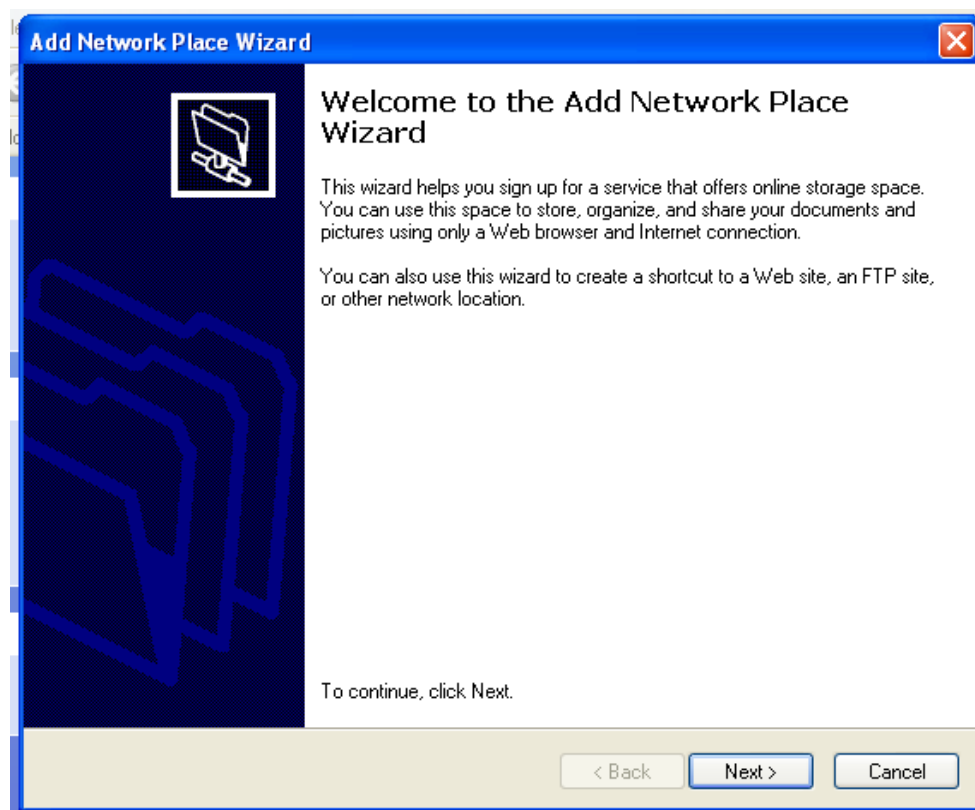 Add Network Place Wizard
Welcome to the Add Network Place
Wizard
This wizard helps you sign up for a service that offers online storage space.
You can use this space to store, organize, and share your documents and
pictures using only a Web browser and Internet connection.
You can also use this wizard to create a shortcut to a Web site, an FTP site,
or other network location.
To continue, click Next.
< Back
Next >
Cancel